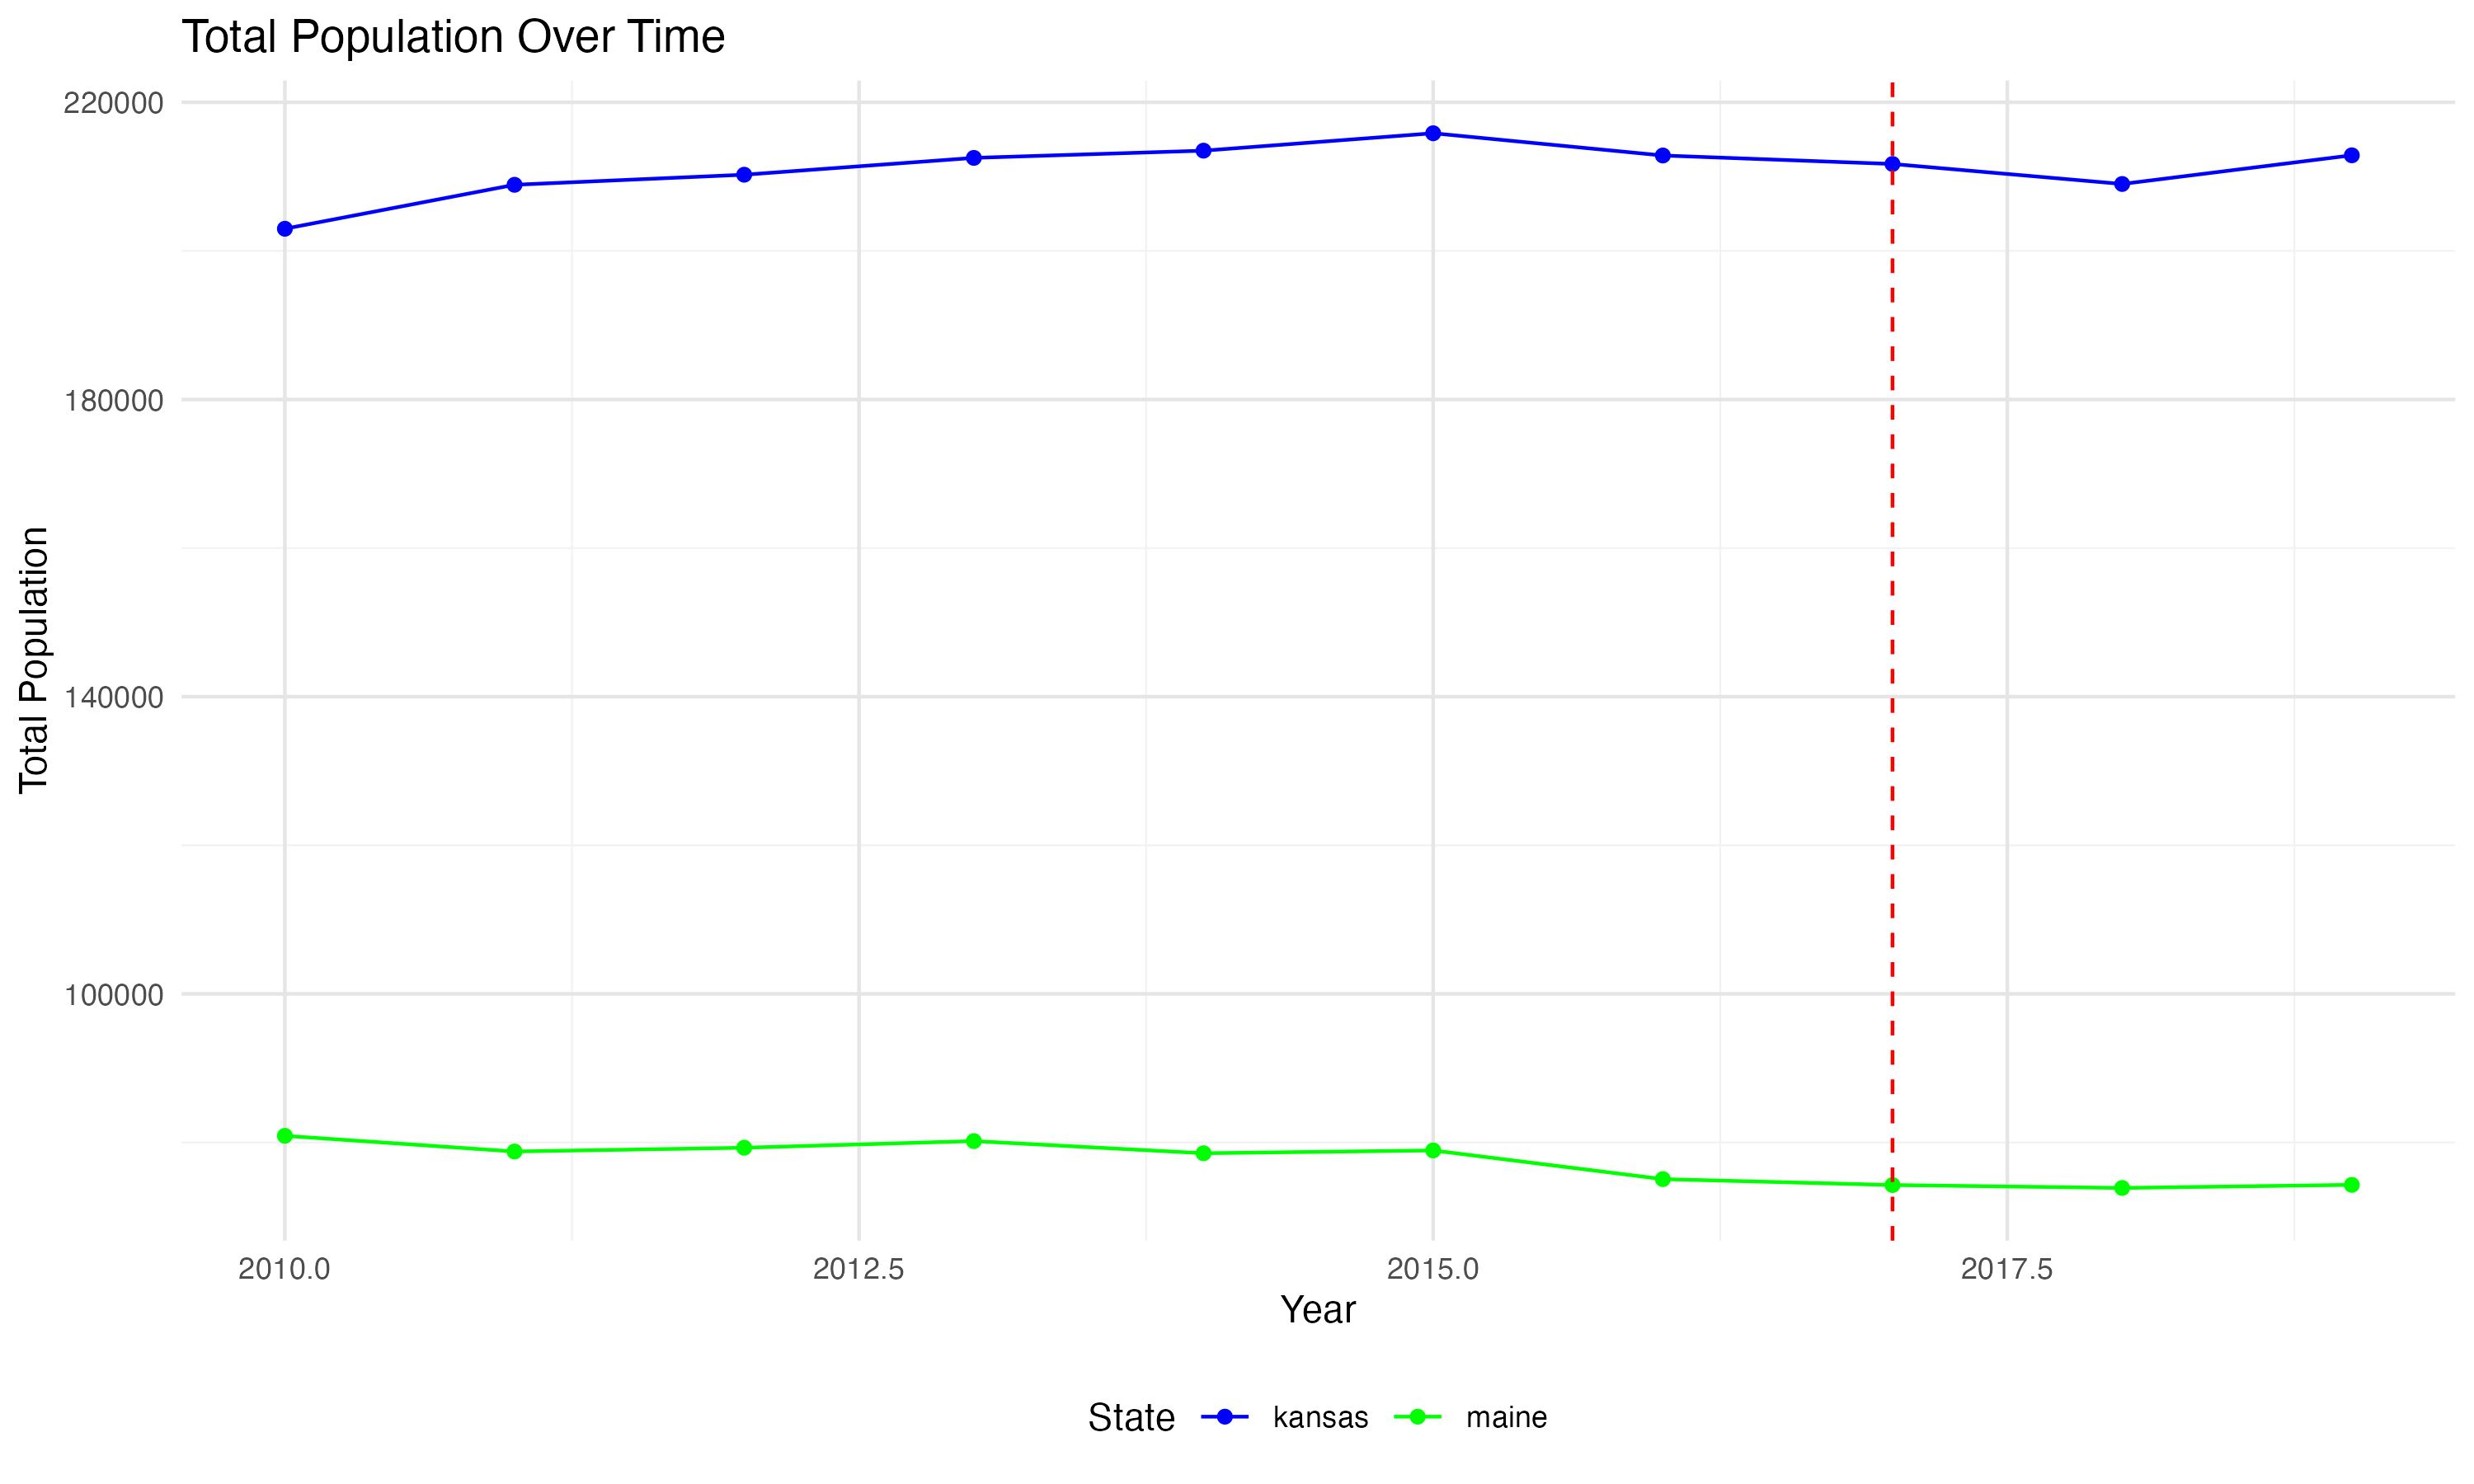 Total Population Over Time
Total Population
220000
180000
140000
100000
2010.0 2012.5 2015.0 2017.5
Year
State kansas maine